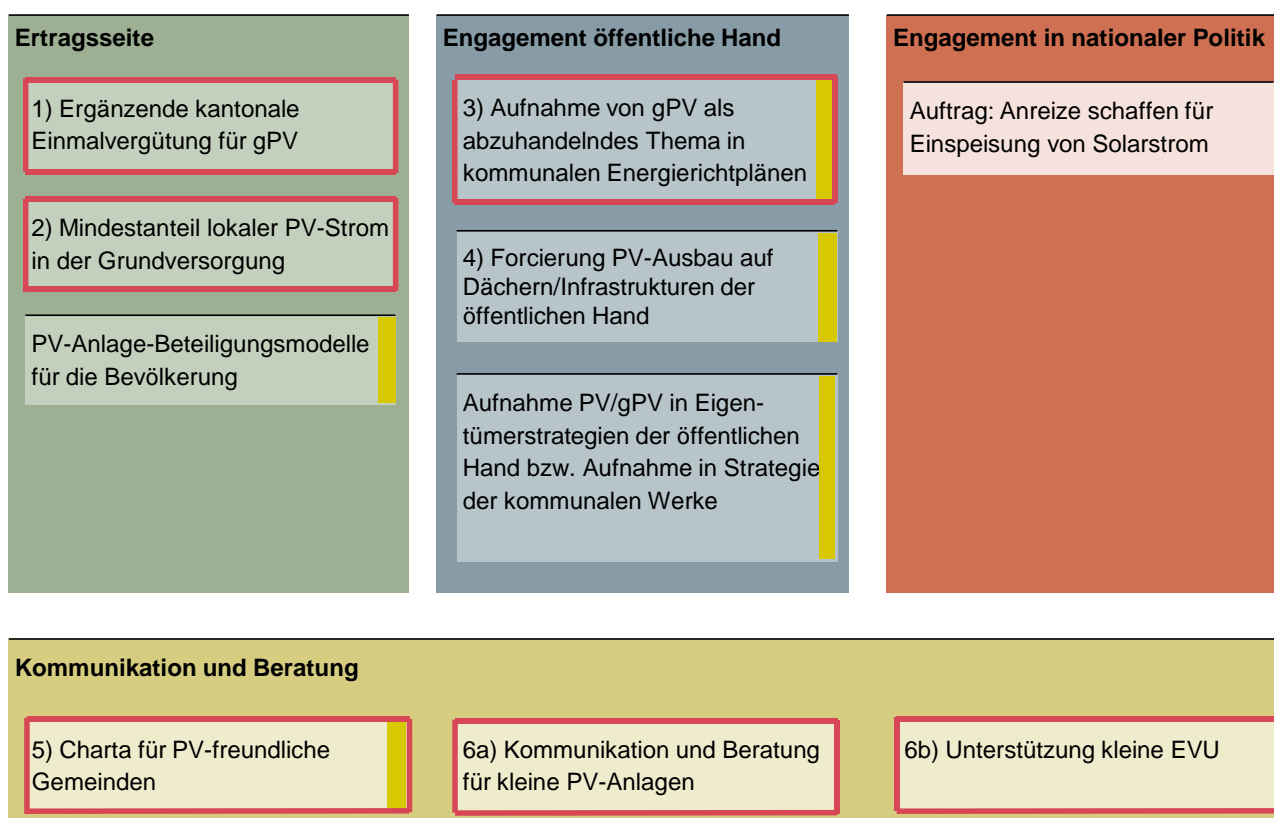 Ertragsseite
1) Ergänzende kantonale
Einmalvergütung für gPV
2) Mindestanteil lokaler PV-Strom
in der Grundversorgung
PV-Anlage-Beteiligungsmodelle
für die Bevölkerung
Engagement öffentliche Hand
3) Aufnahme von gPV als
abzuhandelndes Thema in
kommunalen Energierichtplänen
4) Forcierung PV-Ausbau auf
Dächern/Infrastrukturen der
öffentlichen Hand
Aufnahme PV/gPV in Eigen-
tümerstrategien der öffentlichen
Hand bzw. Aufnahme in Strategie
der kommunalen Werke
Engagement in nationaler Politik
Auftrag: Anreize schaffen für
Einspeisung von Solarstrom
Kommunikation und Beratung
5) Charta für PV-freundliche
Gemeinden
6a) Kommunikation und Beratung
für kleine PV-Anlagen
6b) Unterstützung kleine EVU